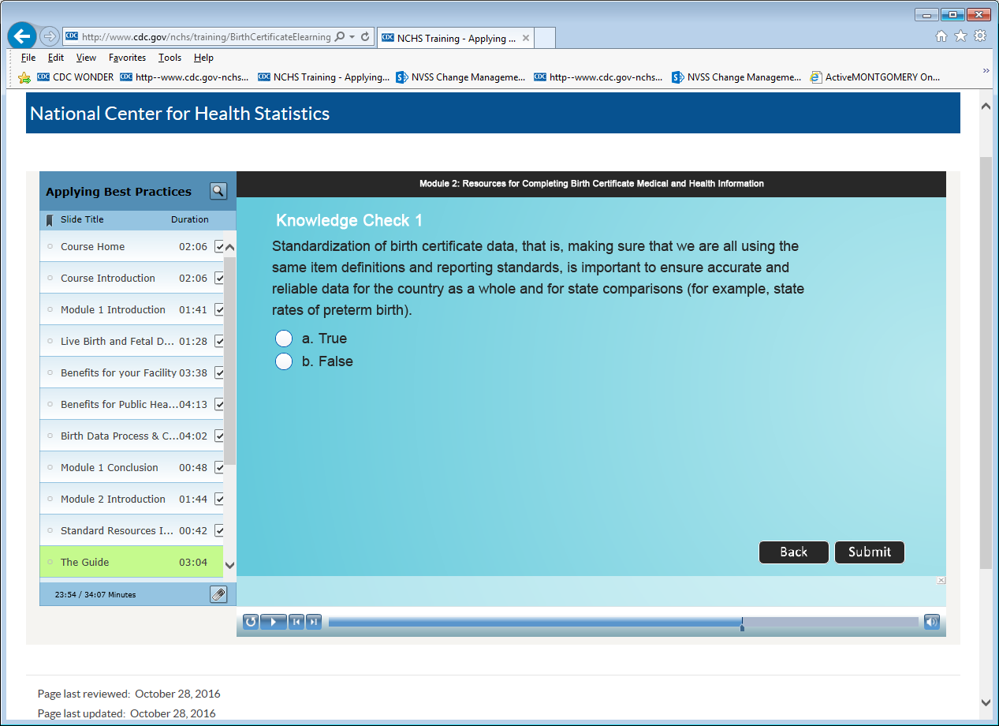 CDC http://www.cdc.gov/nchs/training/BirthCertificateElearning
CDC NCHS Training - Applying ...
File Edit View Favorites Tools Help
CDC CDC WONDER CDC http--www.cdc.gov-nchs... CDC NCHS Training - Applying... NVSS Change Manageme... CDC http--www.cdc.gov-nchs... NVSS Change Manageme... ActiveMONTGOMERY On...
National Center for Health Statistics
Applying Best Practices
Slide Title Duration
Course Home 02:06
Course Introduction 02:06
Module 1 Introduction 01:41
Live Birth and Fetal D... 01:28
Benefits for your Facility 03:38
Benefits for Public Hea... 04:13
Birth Data Process & C... 04:02
Module 1 Conclusion 00:48
Module 2 Introduction 01:44
Standard Resources I... 00:42
The Guide 03:04
23:54 / 34:07 Minutes
Module 2: Resources for Completing Birth Certificate Medical and Health Information
Knowledge Check 1
Standardization of birth certificate data, that is, making sure that we are all using the
same item definitions and reporting standards, is important to ensure accurate and
reliable data for the country as a whole and for state comparisons (for example, state
rates of preterm birth).
a. True
b. False
Back Submit
Page last reviewed: October 28, 2016
Page last updated: October 28, 2016